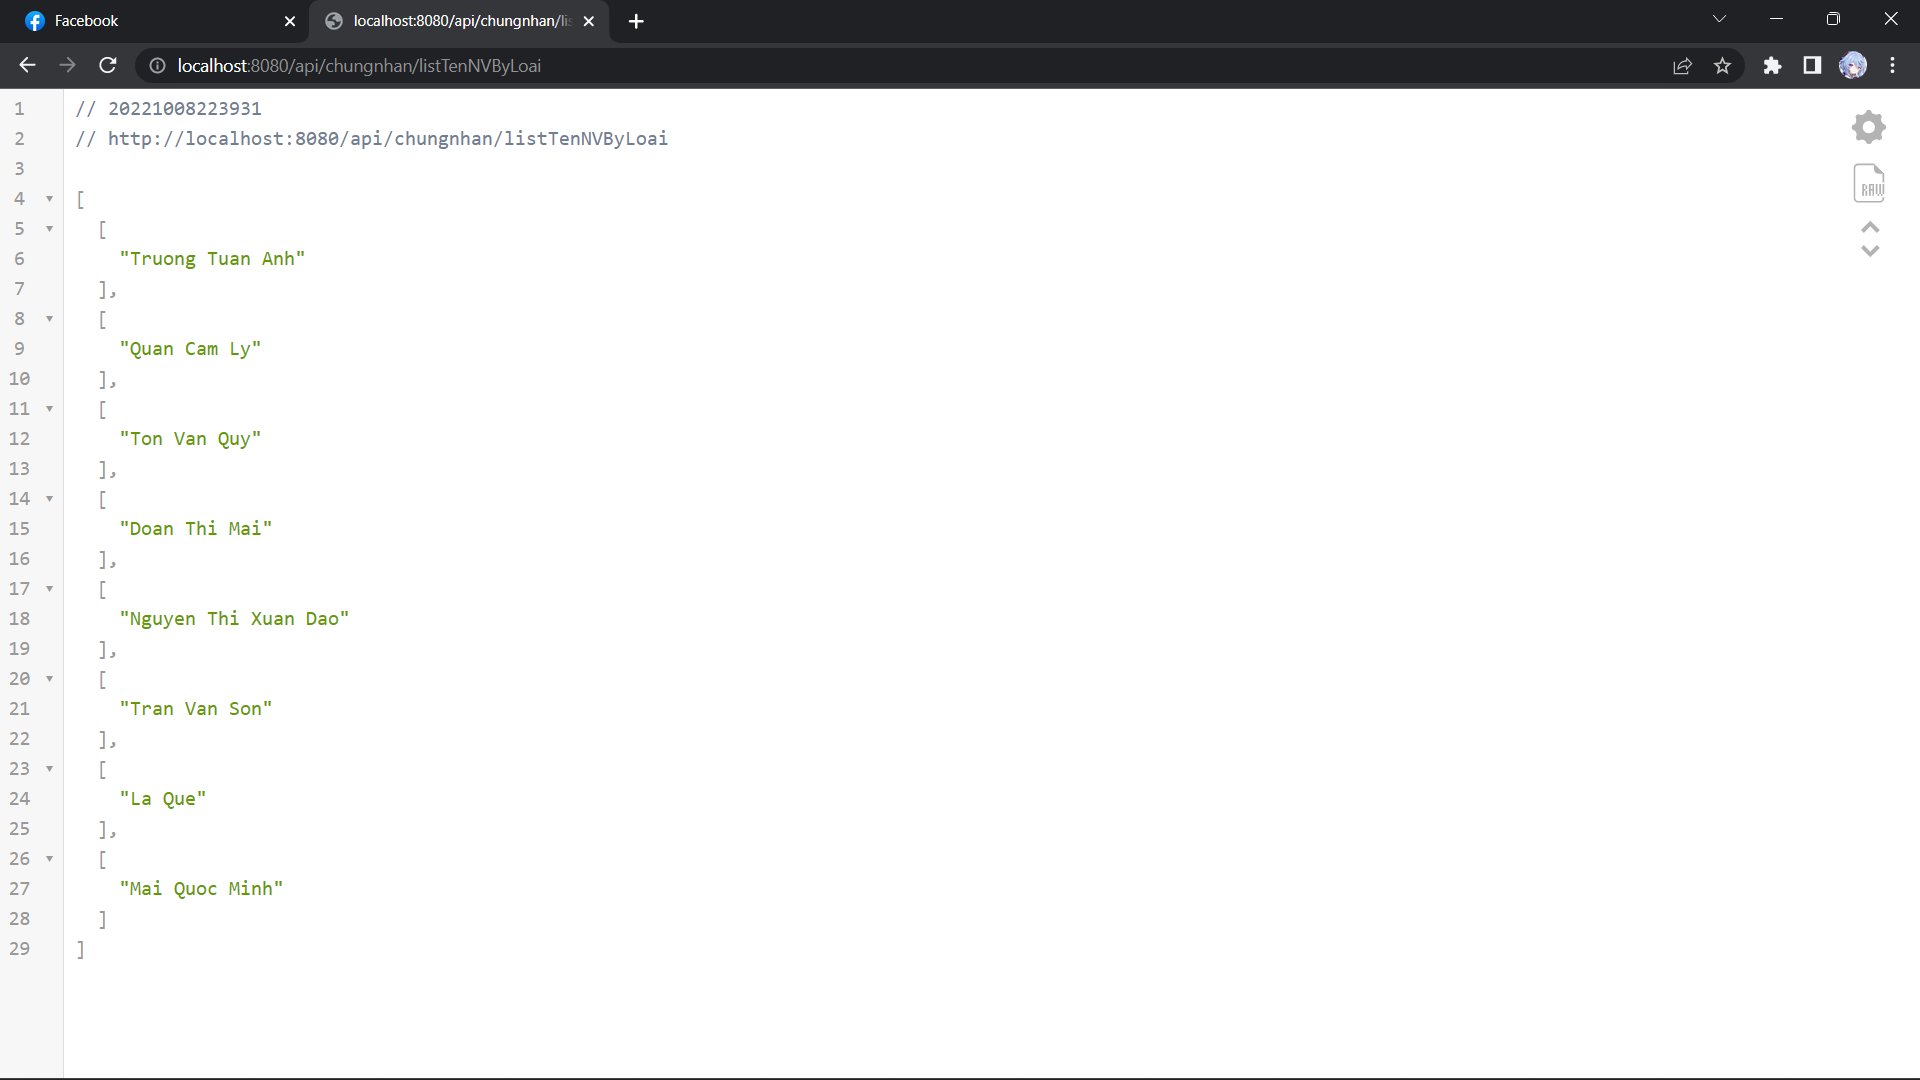 Facebook
localhost:8080/api/chungnhan/lis
localhost:8080/api/chungnhan/listTenNVByLoai
1 // 20221008223931
2 // http://localhost:8080/api/chungnhan/listTenNVByLoai
3
4 [
5 [
6 "Truong Tuan Anh"
7 ],
8 [
9 "Quan Cam Ly"
10 ],
11 [
12 "Ton Van Quy"
13 ],
14 [
15 "Doan Thi Mai"
16 ],
17 [
18 "Nguyen Thi Xuan Dao"
19 ],
20 [
21 "Tran Van Son"
22 ],
23 [
24 "La Que"
25 ],
26 [
27 "Mai Quoc Minh"
28 ]
29 ]
RAW